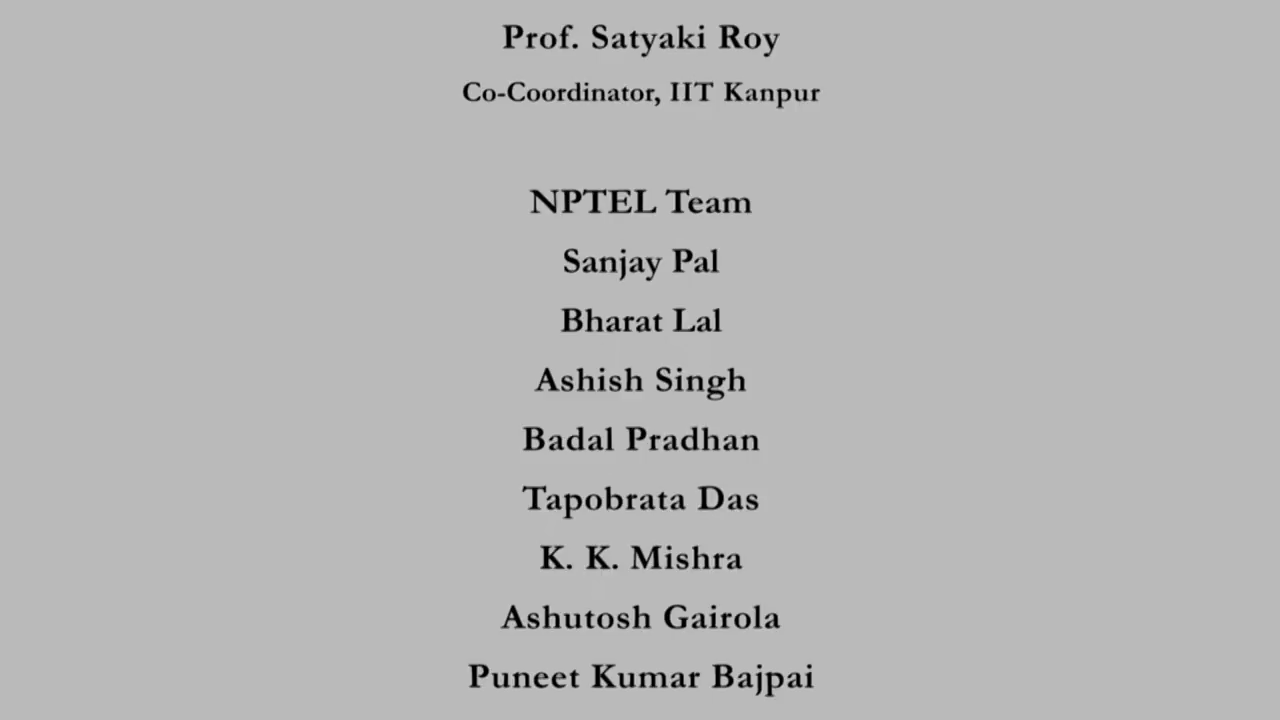 Prof. Satyaki Roy
Co-Coordinator, IIT Kanpur
NPTEL Team
Sanjay Pal
Bharat Lal
Ashish Singh
Badal Pradhan
Tapobrata Das
K. K. Mishra
Ashutosh Gairola
Puneet Kumar Bajpai